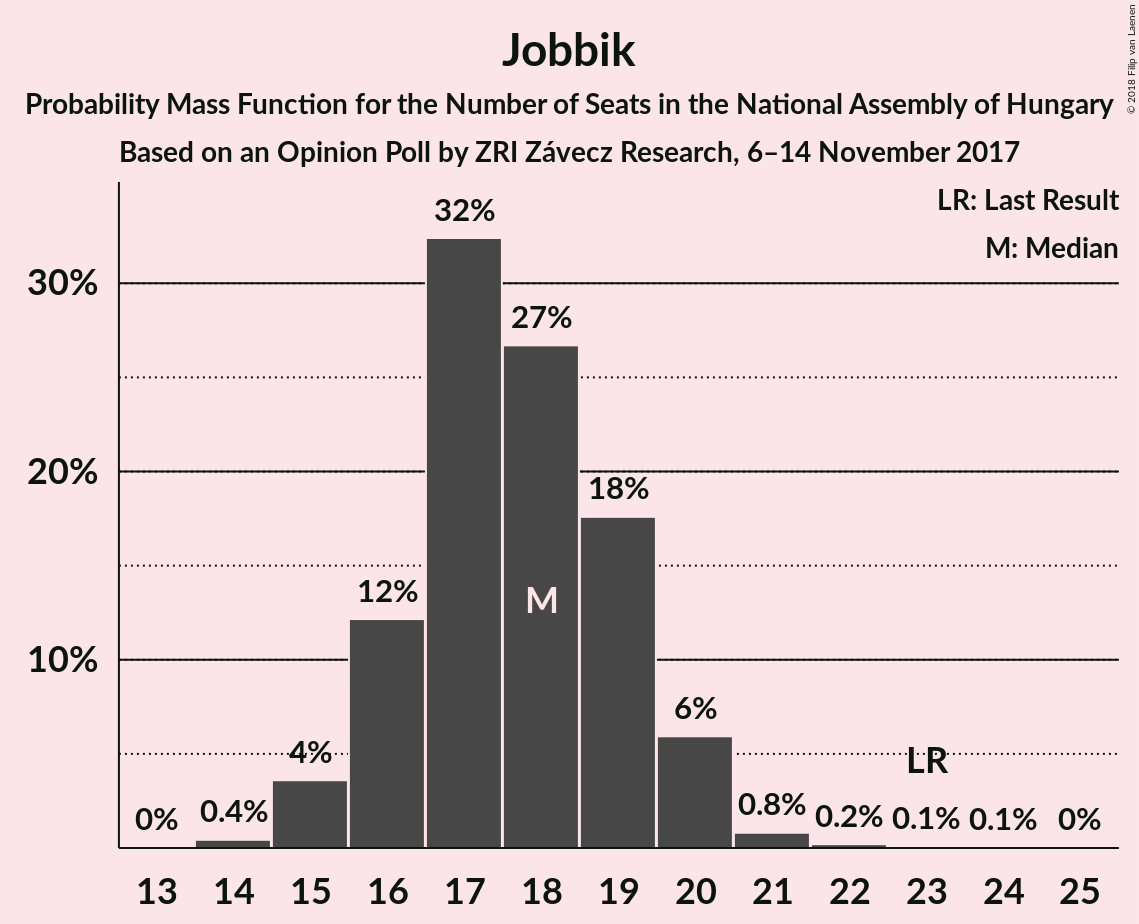 Jobbik
Probability Mass Function for the Number of Seats in the National Assembly of Hungary
Based on an Opinion Poll by ZRI Závecz Research, 6–14 November 2017
© 2018 Filip van Laenen
LR: Last Result
M: Median
32%
30%
27%
20%
18%
12%
M
10%
6%
4%
LR
0%
0.4%
0.8%
0.2%
0.1%
0.1%
0%
13 14 15 16 17 18 19 20 21 22 23 24 25